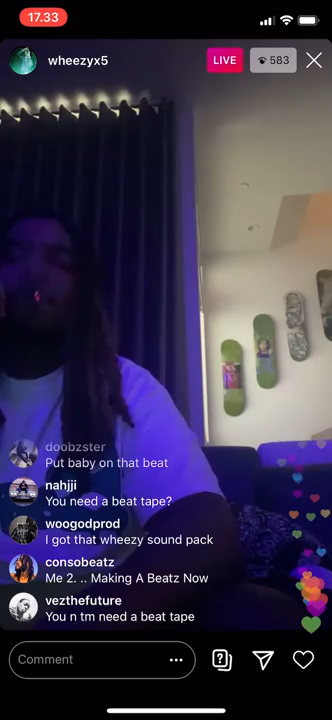 17.33
wheezyx5
LIVE
583
doobzster
Put baby on that beat
nahjji
You need a beat tape?
woogodprod
I got that wheezy sound pack
consobeatz
Me 2. .. Making A Beatz Now
vezthefuture
You n tm need a beat tape
Comment